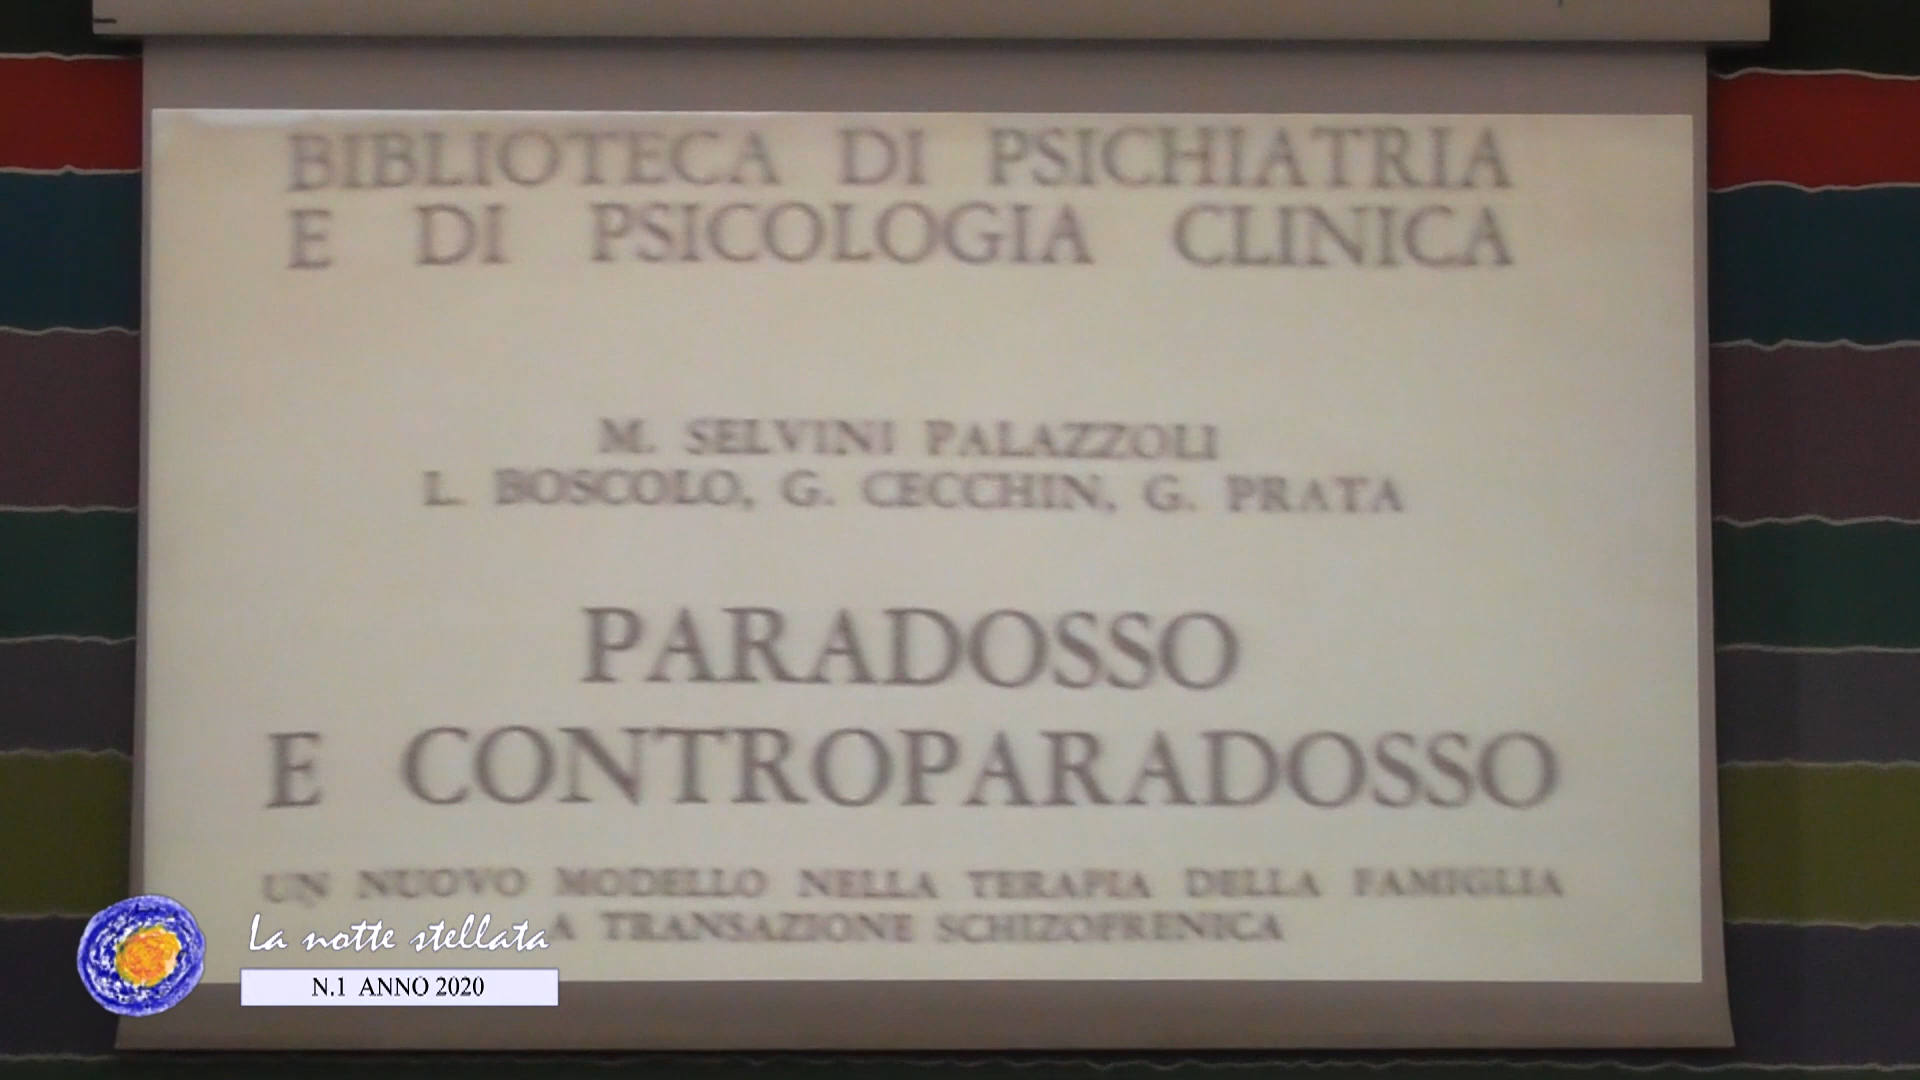 BIBLIOTECA DI PSICHIATRIA
E DI PSICOLOGIA CLINICA
M. SELVINI PALAZZOLI
L. BOSCOLO, G. CECCHIN, G. PRATA
PARADOSSO
E CONTROPARADOSSO
UN NUOVO MODELLO NELLA TERAPIA DELLA FAMIGLIA
A TRANSAZIONE SCHIZOFRENICA
La notte stellata
N.1 ANNO 2020